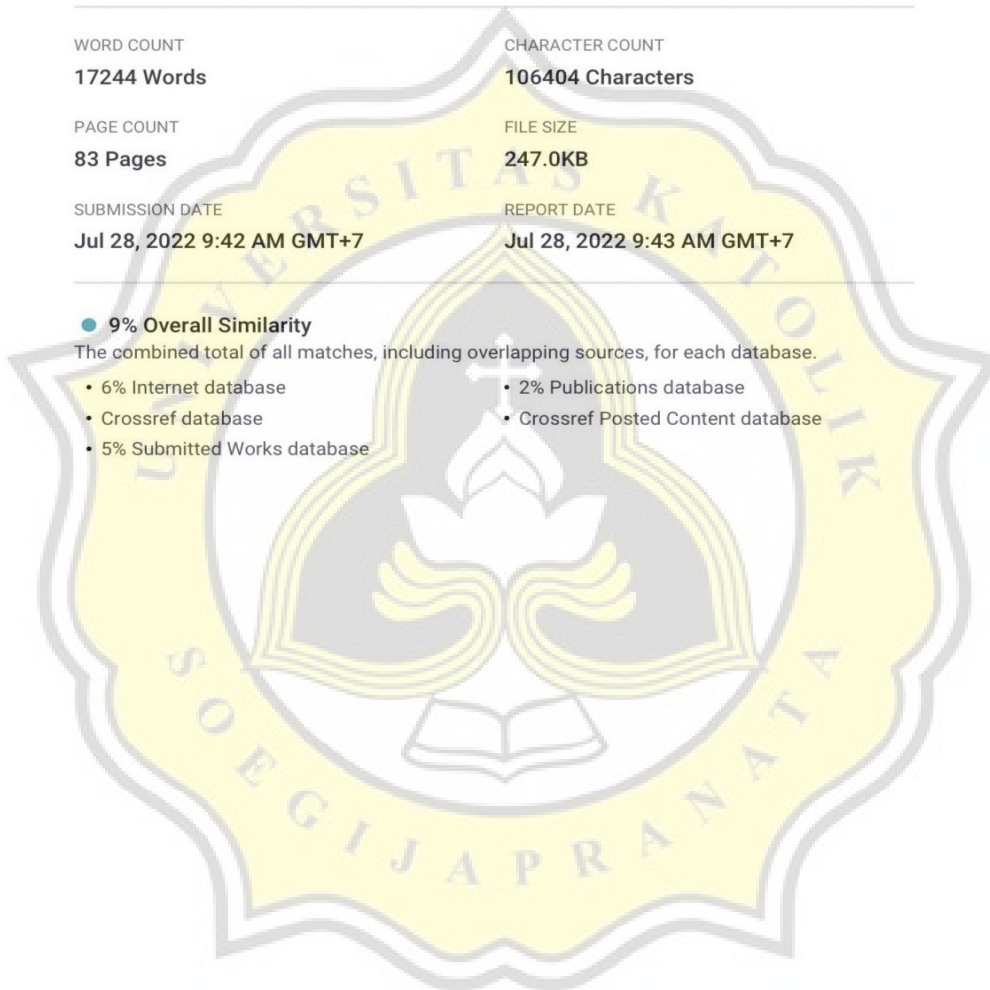 WORD COUNT
17244 Words
CHARACTER COUNT
106404 Characters
PAGE COUNT
83 Pages
FILE SIZE
247.0KB
SUBMISSION DATE
Jul 28, 2022 9:42 AM GMT+7
REPORT DATE
Jul 28, 2022 9:43 AM GMT+7
● 9% Overall Similarity
The combined total of all matches, including overlapping sources, for each database.
• 6% Internet database
• 2% Publications database
• Crossref database
• Crossref Posted Content database
• 5% Submitted Works database
UNIVERSITAS KATOLIK
SOEGIJAPRANATA